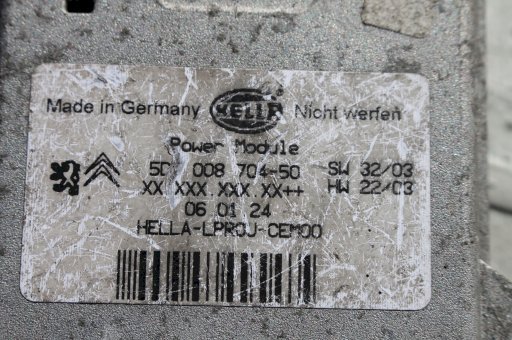 Made in Germany HELLA Nicht werfen
Power Module
008 704-50 SW 32/03
XX XXX.XXX.XX++ HW 22/03
06 01 24
HELLA-LPROJ-CEM00